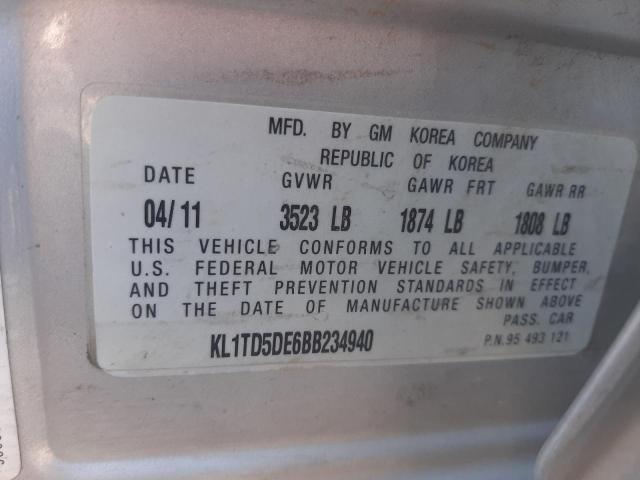 MFD. BY GM KOREA COMPANY
REPUBLIC OF KOREA
DATE GVWR GAWR FRT GAWR RR
04/11 3523 LB 1874 LB 1808 LB
THIS VEHICLE CONFORMS TO ALL APPLICABLE
U.S. FEDERAL MOTOR VEHICLE SAFETY, BUMPER,
AND THEFT PREVENTION STANDARDS IN EFFECT
ON THE DATE OF MANUFACTURE SHOWN ABOVE
PASS. CAR
KL1TD5DE6BB234940 P.N. 95 493 121